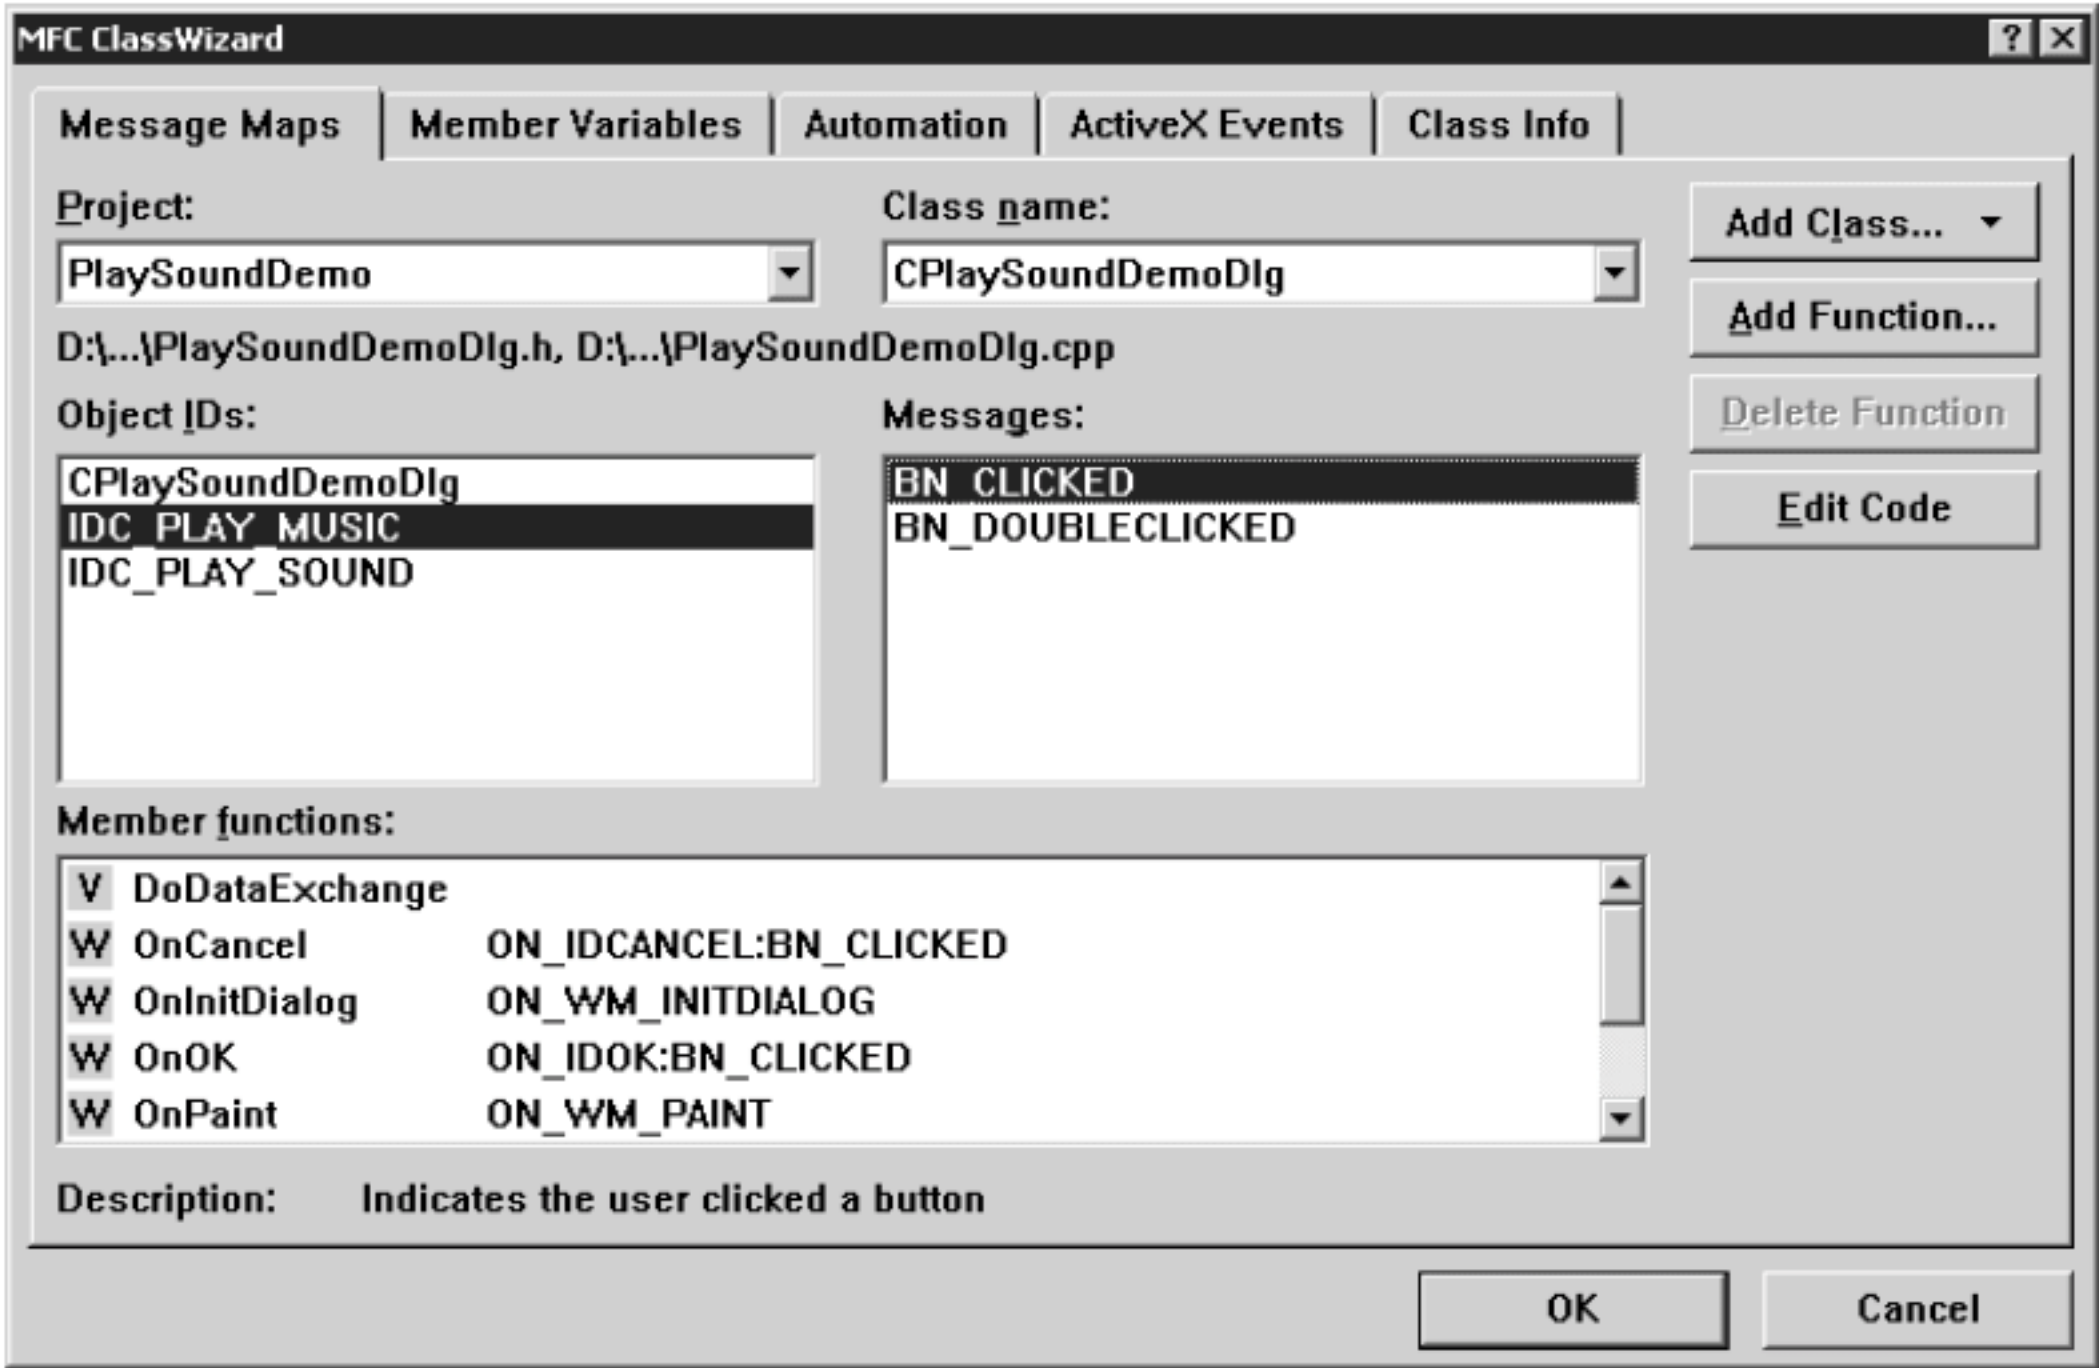 MFC ClassWizard
Message Maps Member Variables Automation ActiveX Events Class Info
Project: Class name:
Add Class...
PlaySoundDemo CPlaySoundDemoDlg
Add Function...
D:\...\PlaySoundDemoDlg.h, D:\...\PlaySoundDemoDlg.cpp
Object IDs: Messages:
Delete Function
CPlaySoundDemoDlg BN_CLICKED
IDC_PLAY_MUSIC BN_DOUBLECLICKED
Edit Code
IDC_PLAY_SOUND
Member functions:
V DoDataExchange
W OnCancel ON_IDCANCEL:BN_CLICKED
W OnInitDialog ON_WM_INITDIALOG
W OnOK ON_IDOK:BN_CLICKED
W OnPaint ON_WM_PAINT
Description: Indicates the user clicked a button
OK Cancel